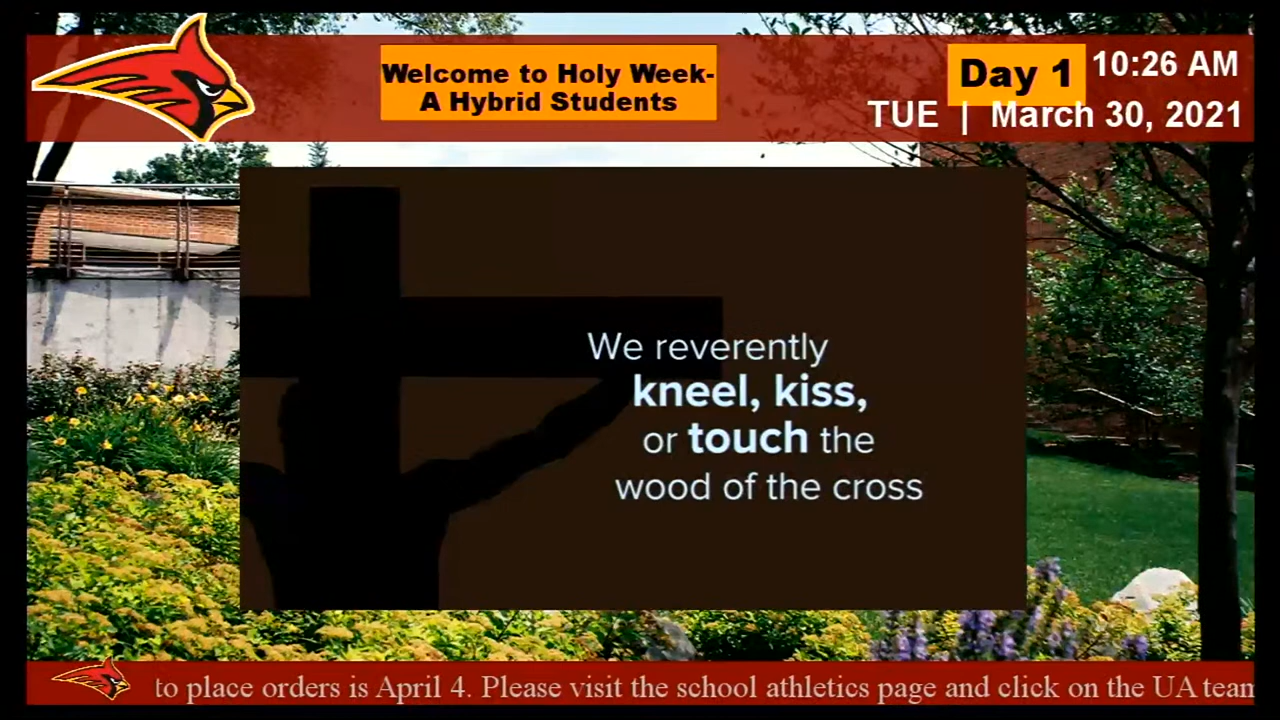 Welcome to Holy Week-
A Hybrid Students
Day 1
10:26 AM
TUE | March 30, 2021
We reverently
kneel, kiss,
or touch the
wood of the cross
to place orders is April 4. Please visit the school athletics page and click on the UA team